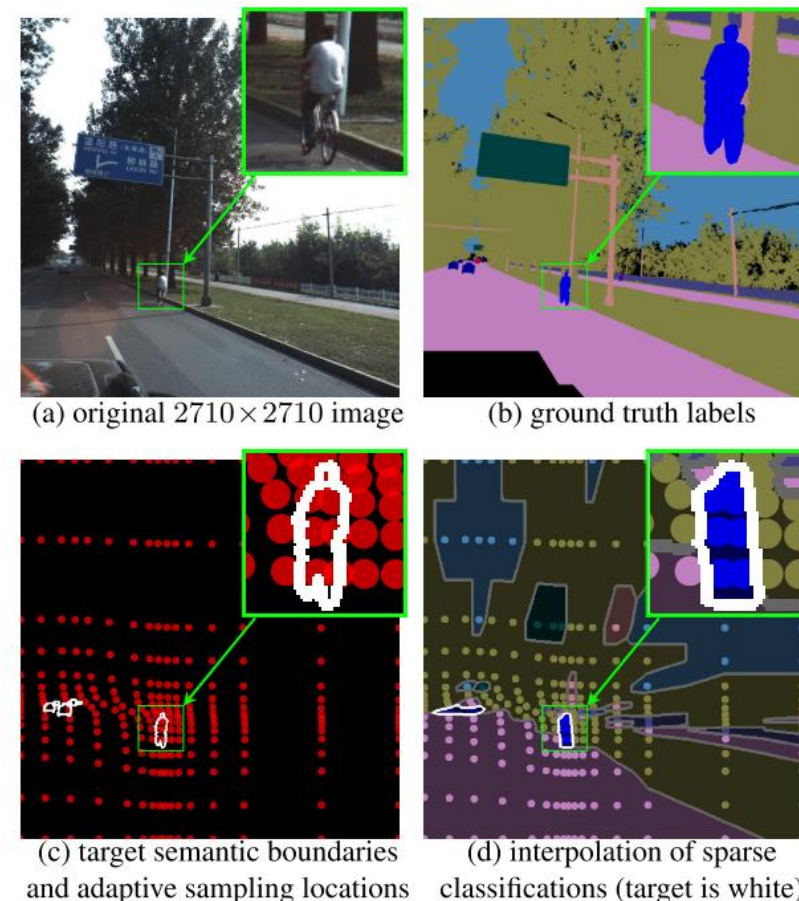 (a) original 2710×2710 image
(b) ground truth labels
(c) target semantic boundaries
and adaptive sampling locations
(d) interpolation of sparse
classifications (target is white)